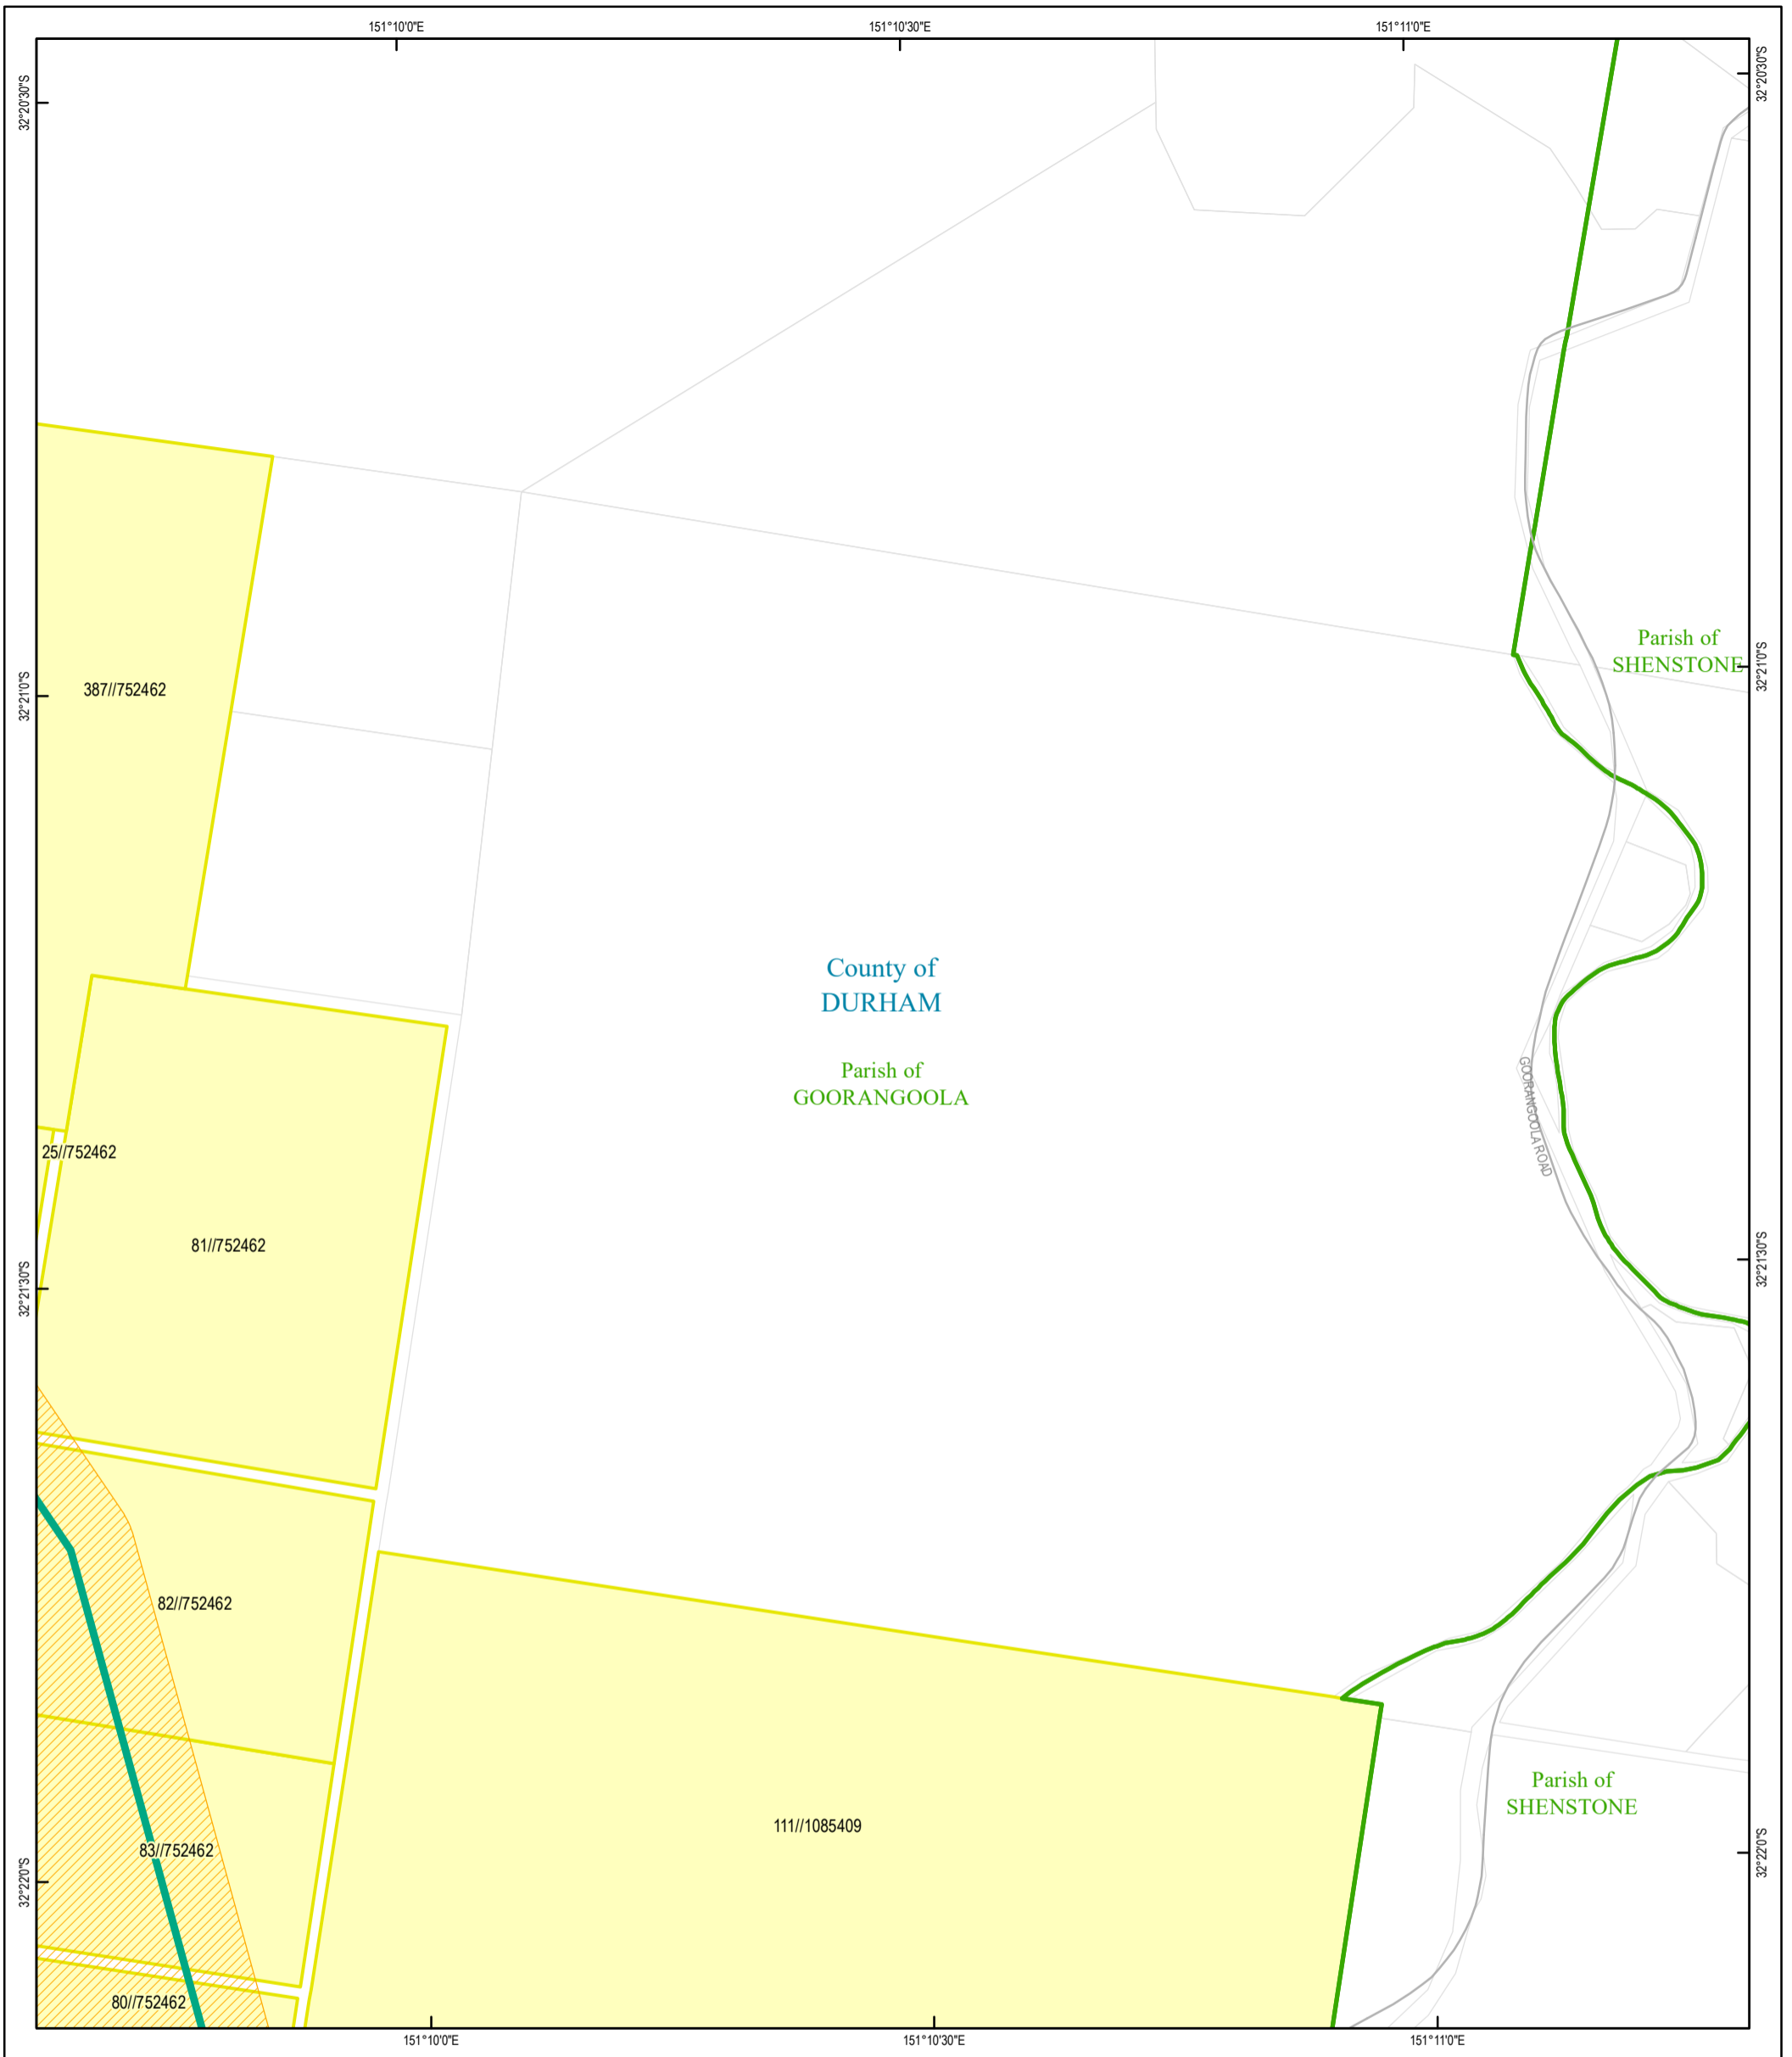 151°10'0"E
151°10'30"E
151°11'0"E
32°20'30"S
32°20'30"S
Parish of
SHENSTONE
32°21'0"S
32°21'0"S
387//752462
County of
DURHAM
Parish of
GOORANGOOLA
GOORANGOOLA ROAD
25//752462
81//752462
32°21'30"S
32°21'30"S
82//752462
Parish of
SHENSTONE
111//1085409
83//752462
32°22'0"S
32°22'0"S
80//752462
151°10'0"E
151°10'30"E
151°11'0"E